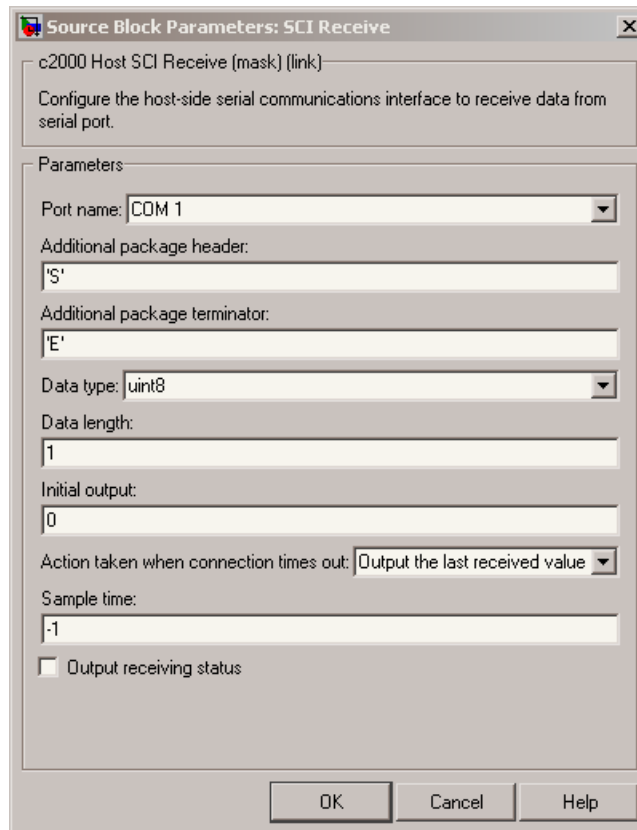 Source Block Parameters: SCI Receive
c2000 Host SCI Receive (mask) (link)
Configure the host-side serial communications interface to receive data from
serial port.
Parameters
Port name: COM 1
Additional package header:
'S'
Additional package terminator:
'E'
Data type: uint8
Data length:
1
Initial output:
0
Action taken when connection times out: Output the last received value
Sample time:
-1
Output receiving status
OK Cancel Help